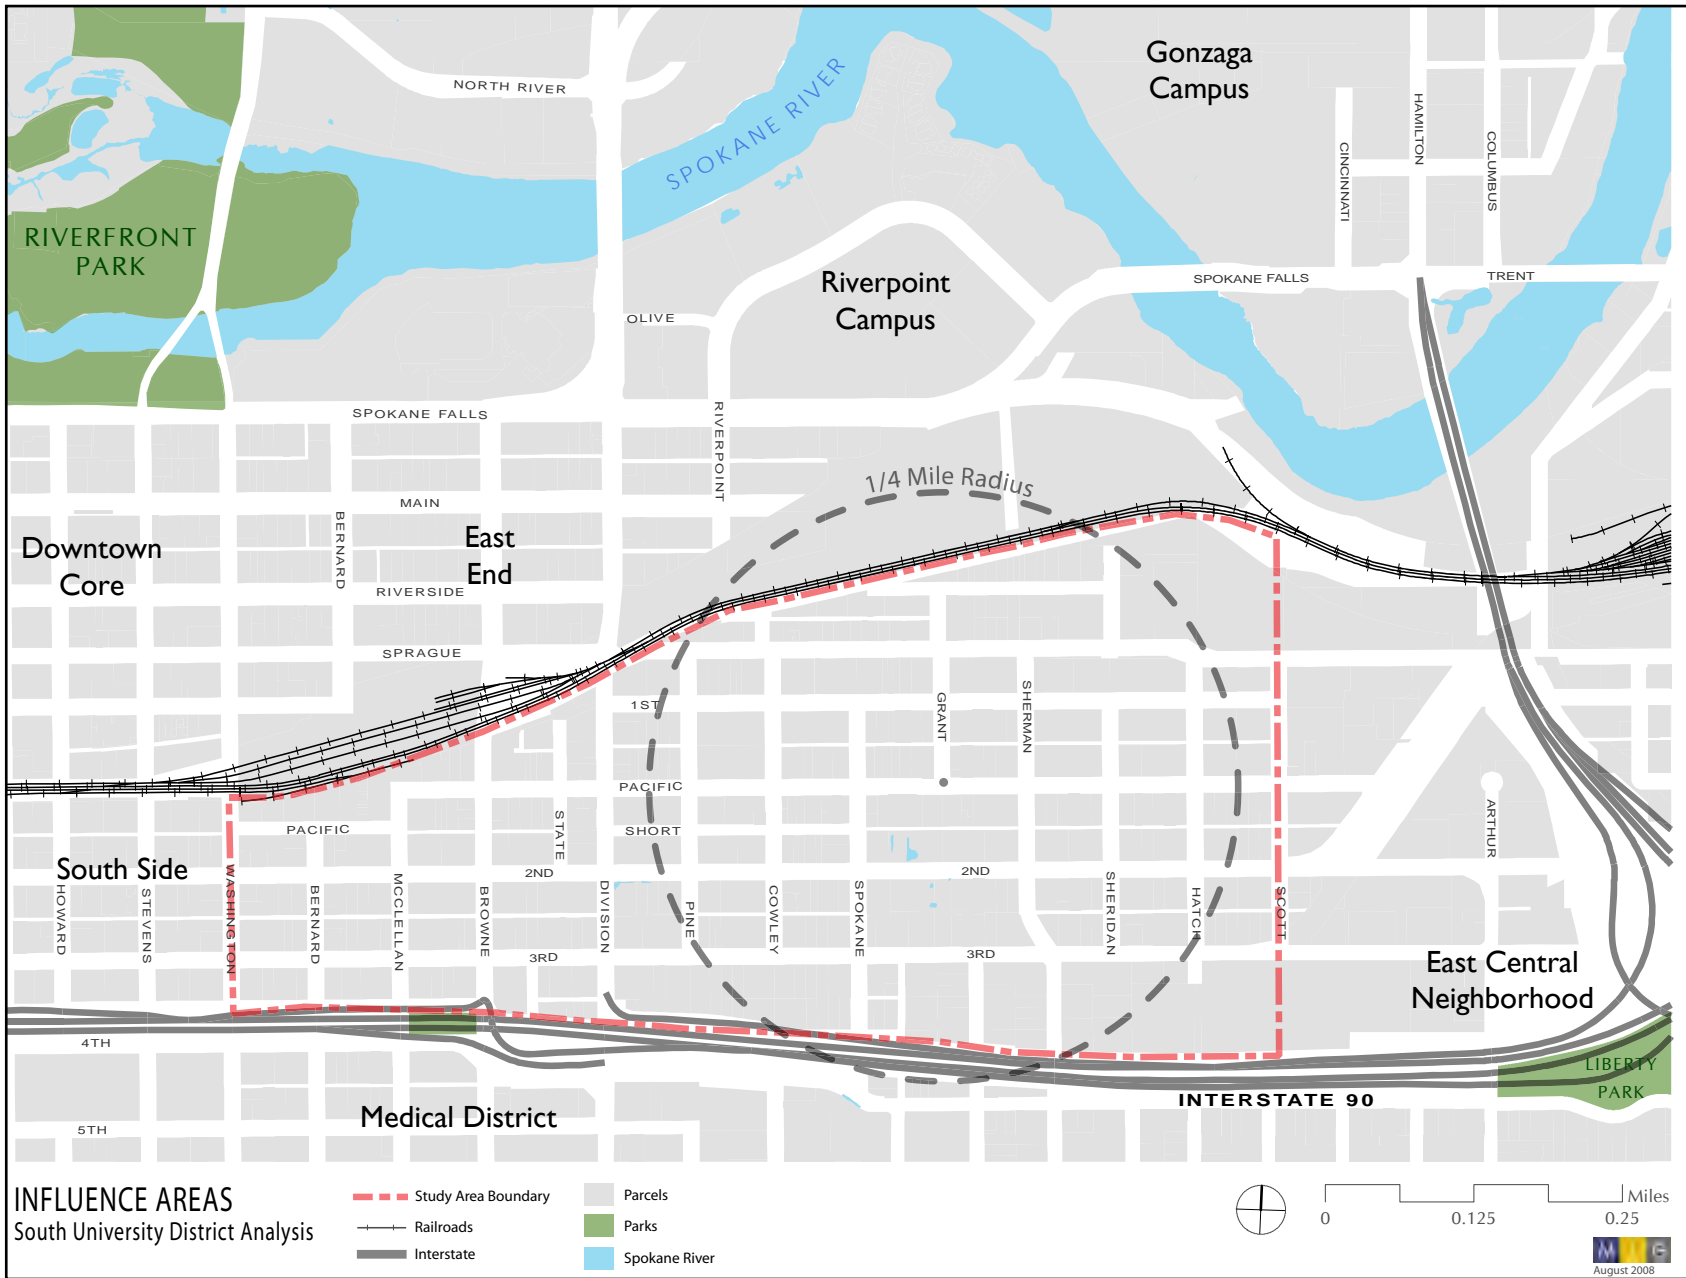 NORTH RIVER
SPOKANE RIVER
Gonzaga
Campus
HAMILTON
COLUMBUS
CINCINNATI
RIVERFRONT
PARK
Riverpoint
Campus
SPOKANE FALLS
TRENT
OLIVE
SPOKANE FALLS
RIVERPOINT
1/4 Mile Radius
MAIN
BERNARD
Downtown
Core
East
End
RIVERSIDE
SPRAGUE
1ST
GRANT
SHERMAN
PACIFIC
PACIFIC
STATE
SHORT
ARTHUR
South Side
2ND
2ND
HOWARD
STEVENS
WASHINGTON
BERNARD
MCCLELLAN
BROWNE
DIVISION
PINE
COWLEY
SPOKANE
SHERIDAN
HATCH
SCOTT
3RD
3RD
East Central
Neighborhood
4TH
LIBERTY
PARK
INTERSTATE 90
Medical District
5TH
INFLUENCE AREAS
South University District Analysis
Study Area Boundary
Railroads
Interstate
Parcels
Parks
Spokane River
Miles
0
0.125
0.25
M I G
August 2008